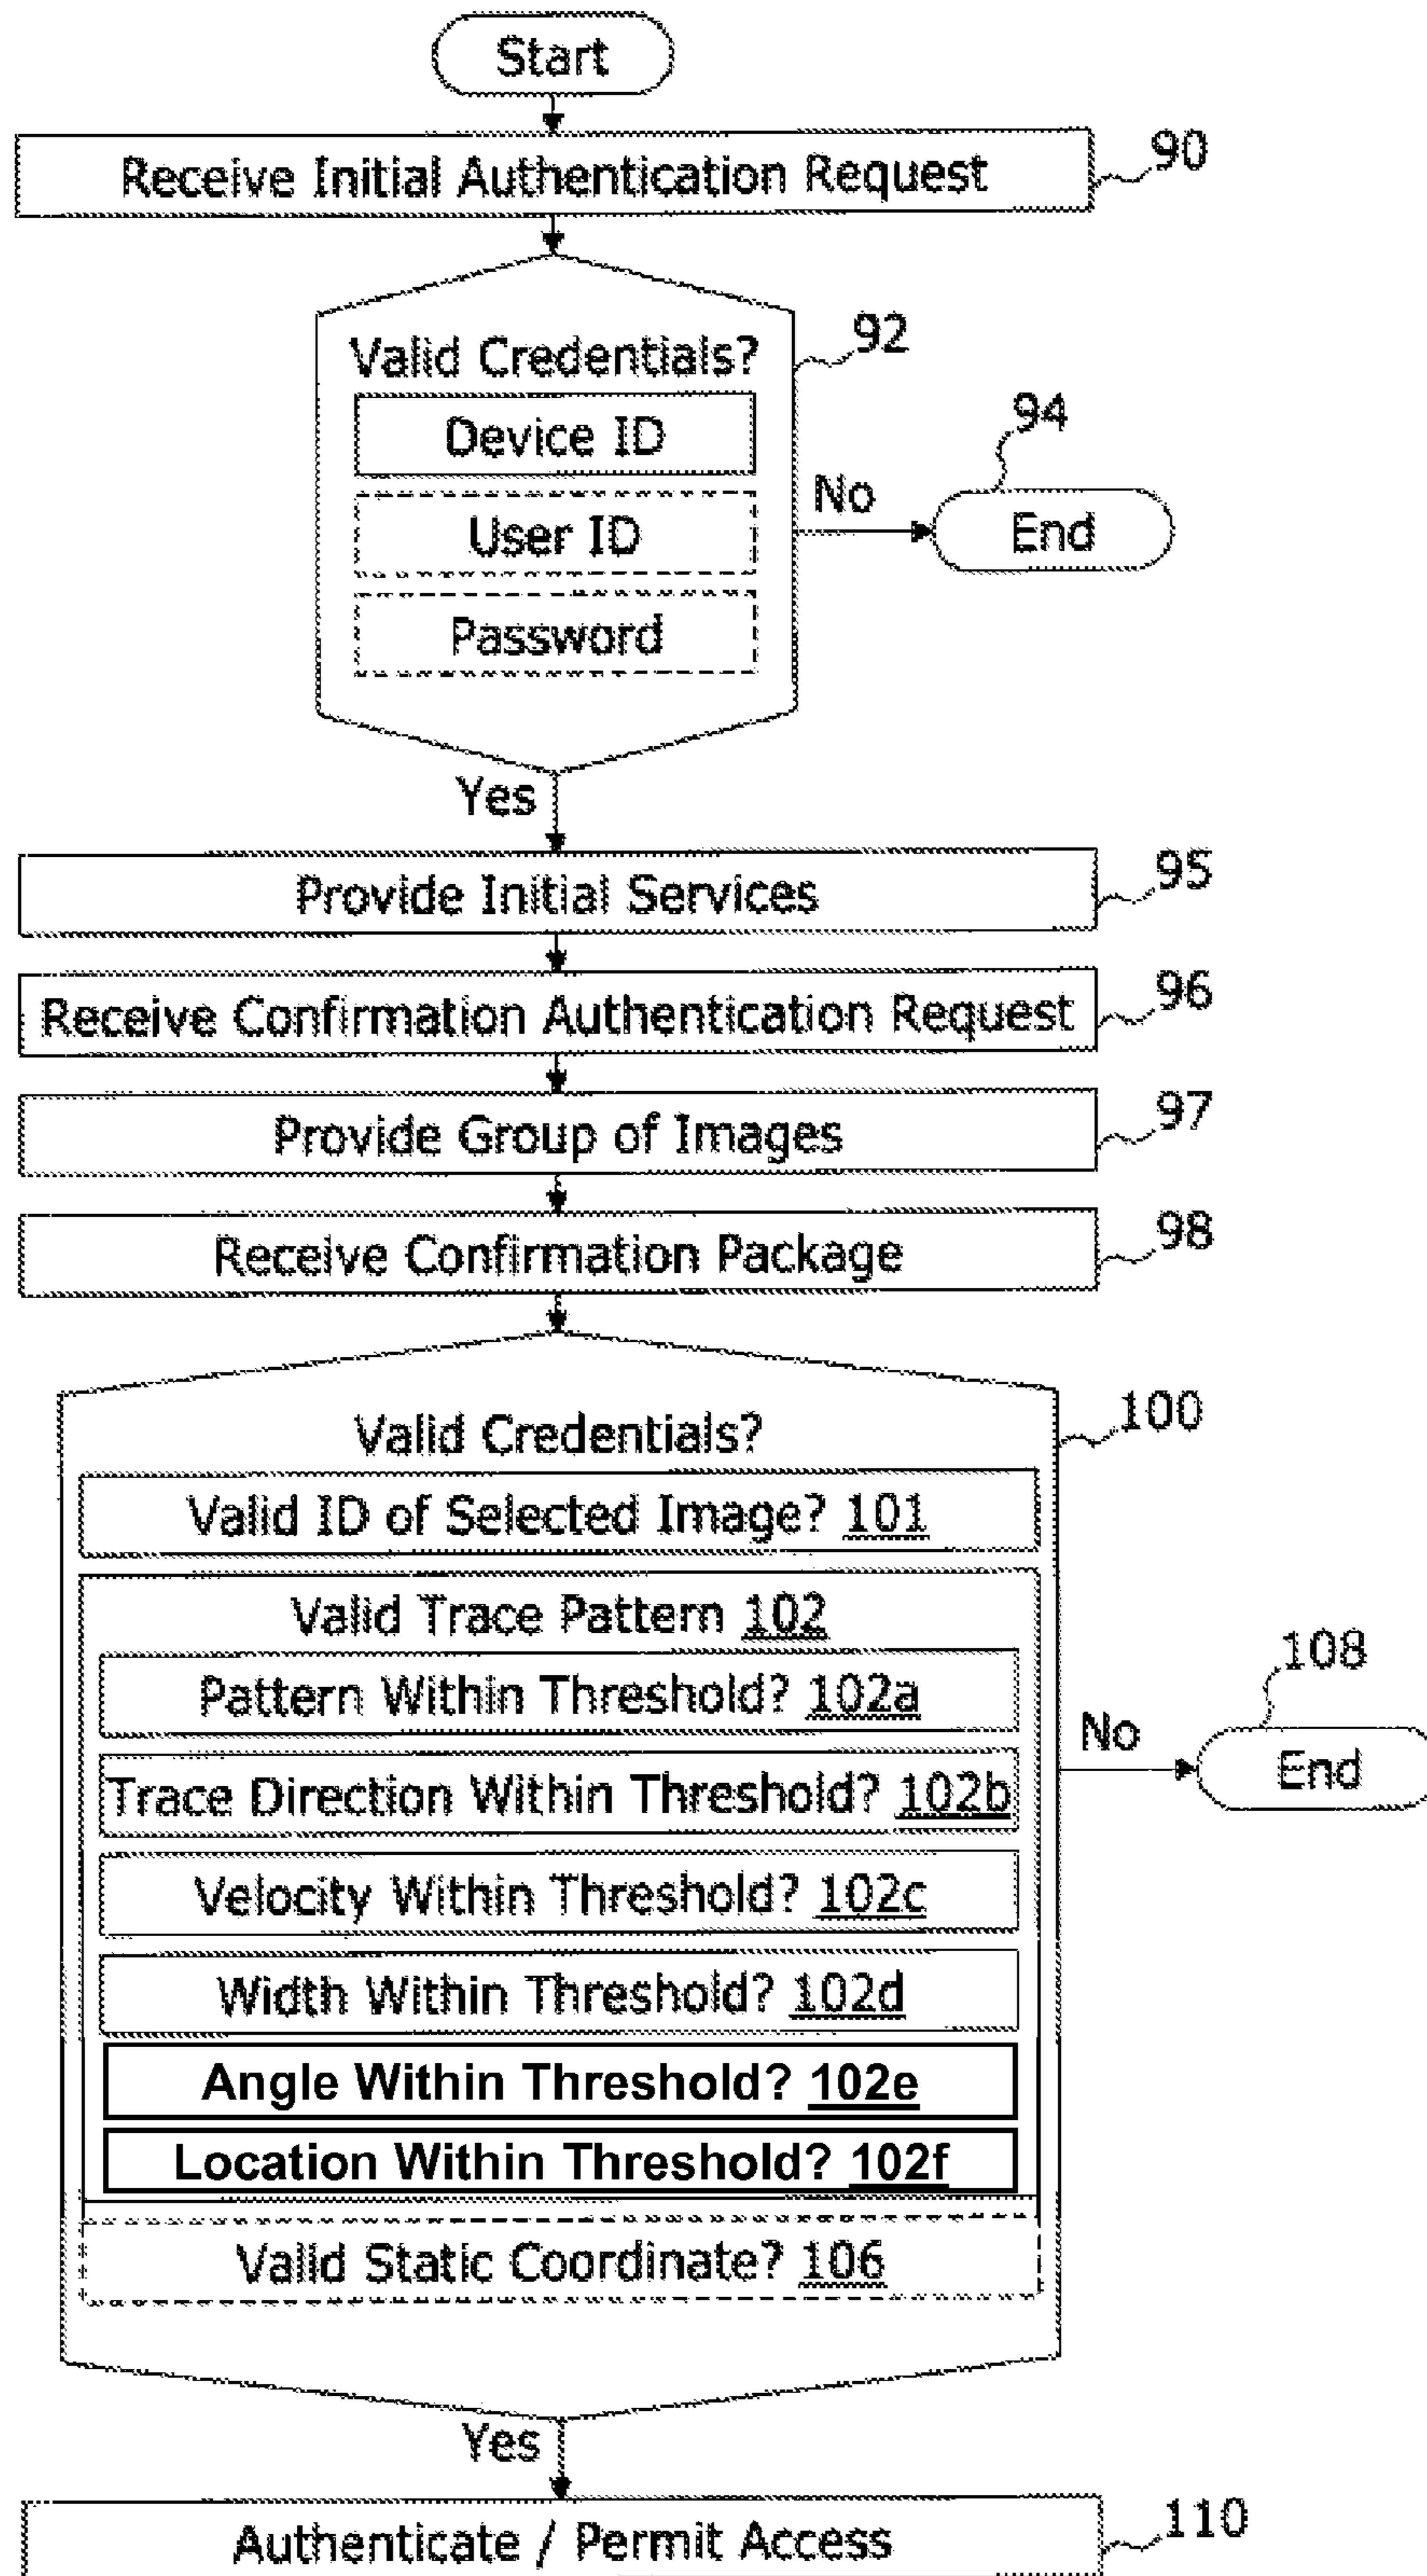 Start
Receive Initial Authentication Request
90
Valid Credentials?
92
Device ID
User ID
Password
No
94
End
Yes
Provide Initial Services
95
Receive Confirmation Authentication Request
96
Provide Group of Images
97
Receive Confirmation Package
98
Valid Credentials?
100
Valid ID of Selected Image? 101
Valid Trace Pattern 102
Pattern Within Threshold? 102a
Trace Direction Within Threshold? 102b
Velocity Within Threshold? 102c
Width Within Threshold? 102d
Angle Within Threshold? 102e
Location Within Threshold? 102f
Valid Static Coordinate? 106
No
108
End
Yes
Authenticate / Permit Access
110